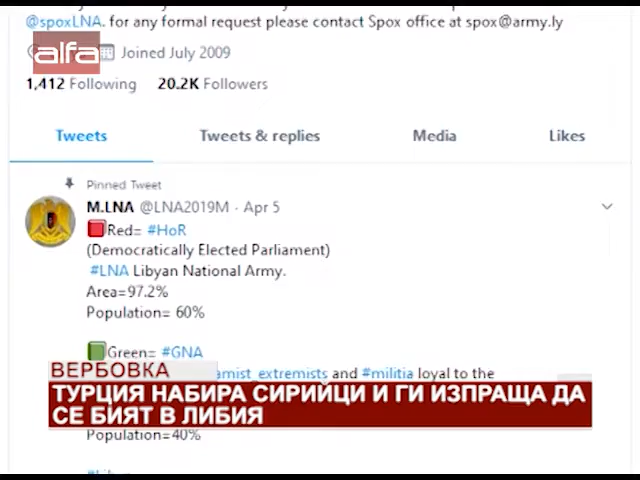 @spoxLNA. for any formal request please contact Spox office at spox@army.ly
alfa
Joined July 2009
1,412 Following 20.2K Followers
Tweets Tweets & replies Media Likes
Pinned Tweet
M.LNA @LNA2019M · Apr 5
Red= #HoR
(Democratically Elected Parliament)
#LNA Libyan National Army.
Area=97.2%
Population= 60%
Green= #GNA
amist_extremists and #militia loyal to the
ВЕРБОВКА
ТУРЦИЯ НАБИРА СИРИЙЦИ И ГИ ИЗПРАЩА ДА
СЕ БИЯТ В ЛИБИЯ
Population=40%